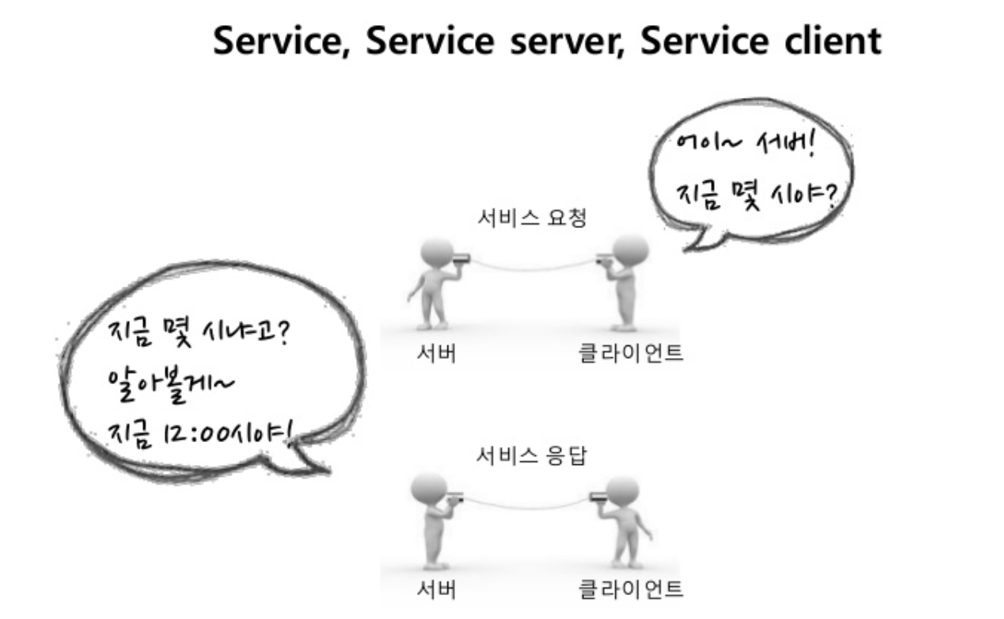 Service, Service server, Service client
어이~ 서버!
지금 몇 시야?
서비스 요청
서버
클라이언트
지금 몇 시냐고?
알아볼게~
지금 12:00시야!
서비스 응답
서버
클라이언트